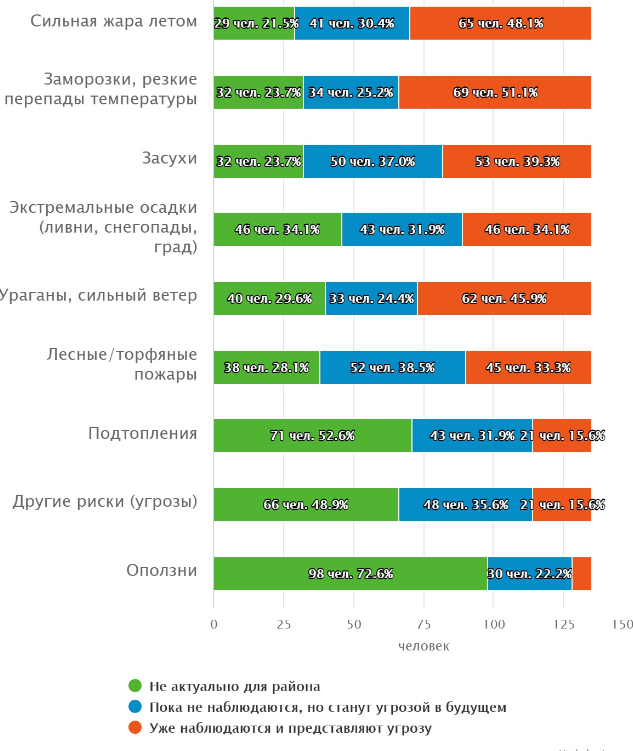 Сильная жара летом
29 чел. 21.5% 41 чел. 30.4% 65 чел. 48.1%
Заморозки, резкие
перепады температуры
32 чел. 23.7% 34 чел. 25.2% 69 чел. 51.1%
Засухи
32 чел. 23.7% 50 чел. 37.0% 53 чел. 39.3%
Экстремальные осадки
(ливни, снегопады,
град)
46 чел. 34.1% 43 чел. 31.9% 46 чел. 34.1%
Ураганы, сильный ветер
40 чел. 29.6% 33 чел. 24.4% 62 чел. 45.9%
Лесные/торфяные
пожары
38 чел. 28.1% 52 чел. 38.5% 45 чел. 33.3%
Подтопления
71 чел. 52.6% 43 чел. 31.9% 21 чел. 15.6%
Другие риски (угрозы)
66 чел. 48.9% 48 чел. 35.6% 21 чел. 15.6%
Оползни
98 чел. 72.6% 30 чел. 22.2%
0 25 50 75 100 125 150
человек
Не актуально для района
Пока не наблюдаются, но станут угрозой в будущем
Уже наблюдаются и представляют угрозу